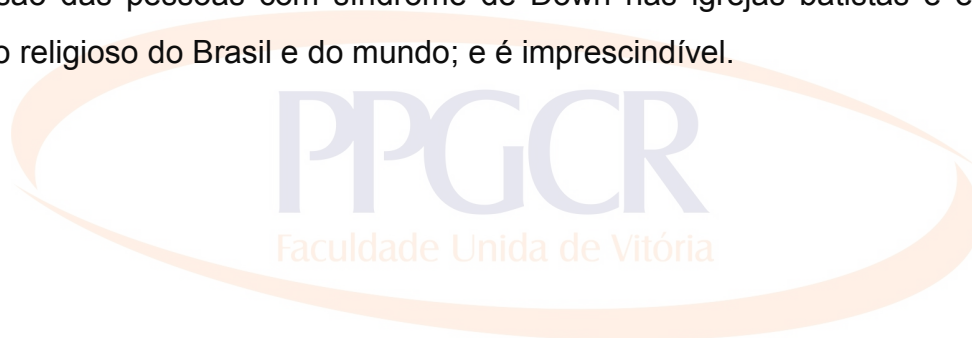 das pessoas com síndrome de Down nas igrejas batistas e
religioso do Brasil e do mundo; e é imprescindível.
PPGCR
Faculdade Unida de Vitória